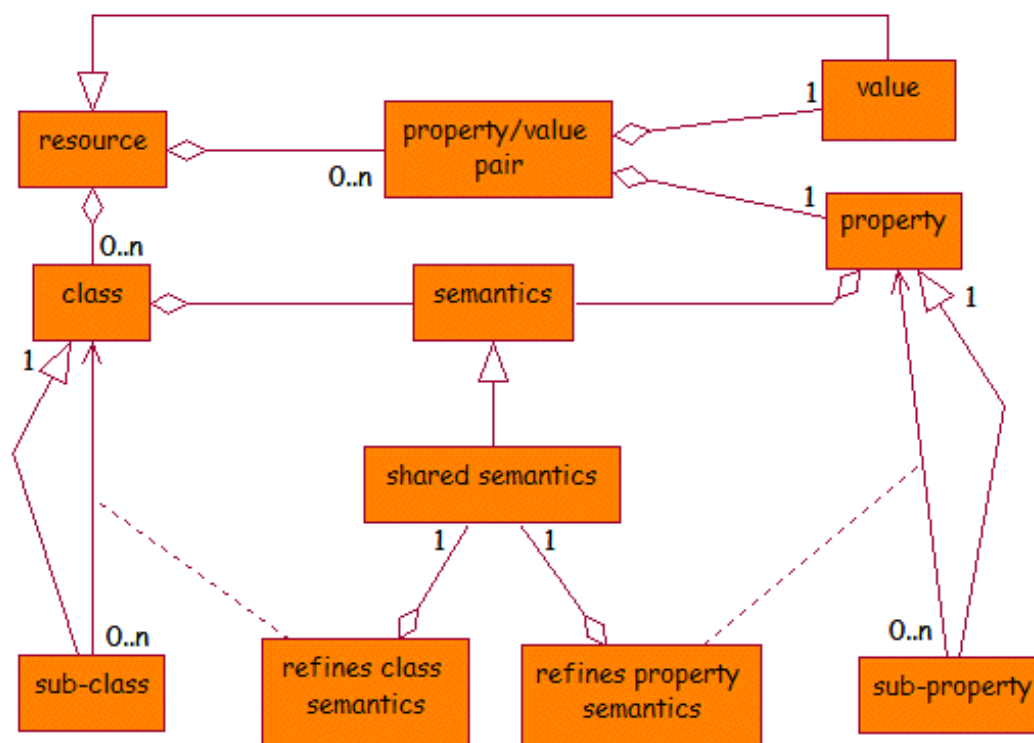 value
1
resource
property/value
pair
0..n
1
property
0..n
class
semantics
1
1
shared semantics
1
1
0..n
0..n
sub-class
refines class
semantics
refines property
semantics
sub-property